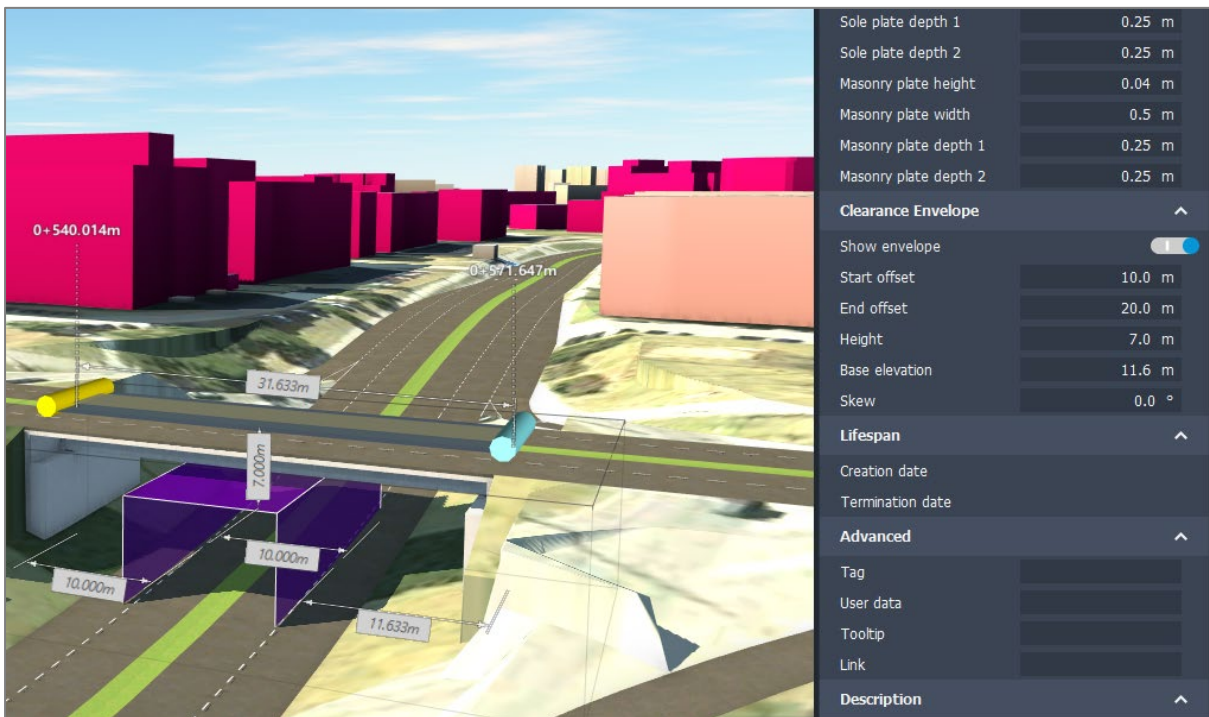 0+540.014m
0+571.647m
31.633m
7.000m
10.000m
10.000m
11.633m
Sole plate depth 1 0.25 m
Sole plate depth 2 0.25 m
Masonry plate height 0.04 m
Masonry plate width 0.5 m
Masonry plate depth 1 0.25 m
Masonry plate depth 2 0.25 m
Clearance Envelope
Show envelope
Start offset 10.0 m
End offset 20.0 m
Height 7.0 m
Base elevation 11.6 m
Skew 0.0 °
Lifespan
Creation date
Termination date
Advanced
Tag
User data
Tooltip
Link
Description